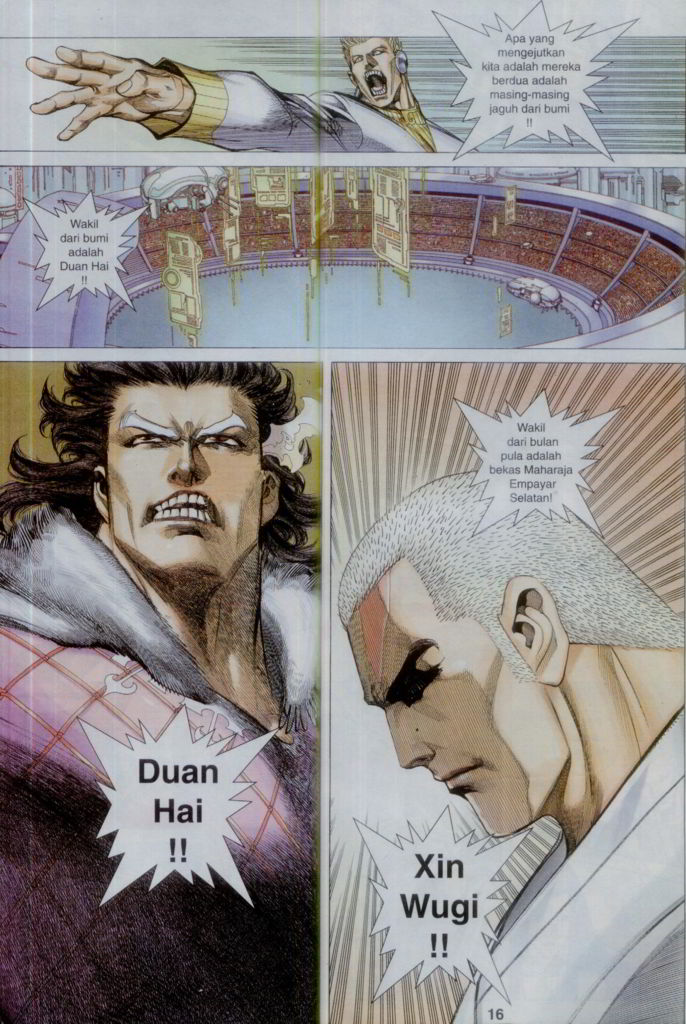 Apa yang
mengejutkan
kita adalah mereka
berdua adalah
masing-masing
jaguh dari bumi
!!
Wakil
dari bumi
adalah
Duan Hai
!!
Wakil
dari bulan
pula adalah
bekas Maharaja
Empayar
Selatan!
Duan
Hai
!!
Xin
Wugi
!!
16